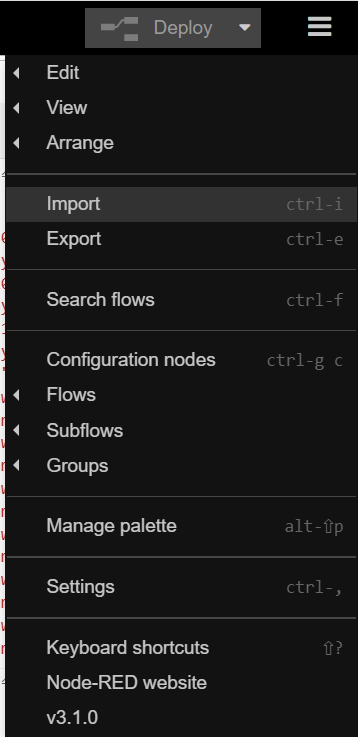 Deploy
Edit
View
Arrange
Import ctrl-i
Export ctrl-e
Search flows ctrl-f
Configuration nodes ctrl-g c
Flows
Subflows
Groups
Manage palette alt-⇧p
Settings ctrl-,
Keyboard shortcuts ⇧?
Node-RED website
v3.1.0